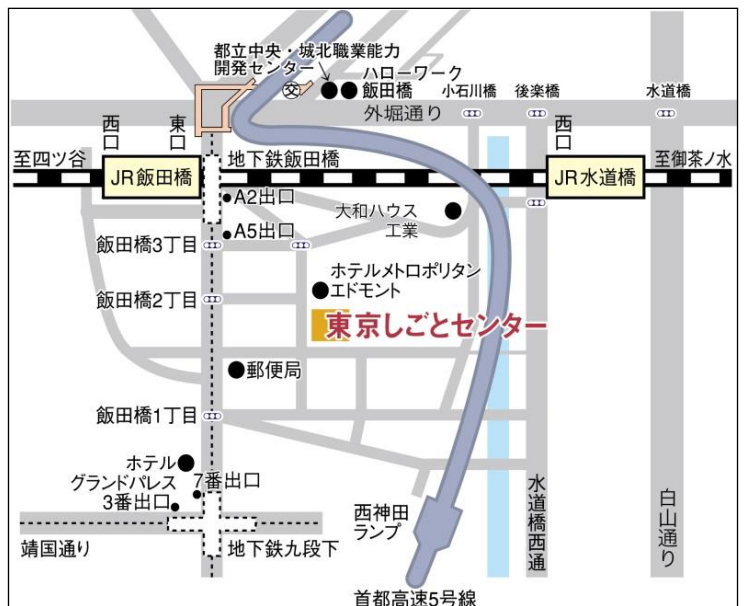 都立中央・城北職業能力
開発センター
ハローワーク
飯田橋
交
小石川橋
後楽橋
水道橋
外堀通り
西口
東口
西口
至四ツ谷
JR飯田橋
地下鉄飯田橋
JR水道橋
至御茶ノ水
A2出口
大和ハウス
工業
A5出口
飯田橋3丁目
ホテルメトロポリタン
エドモント
飯田橋2丁目
東京しごとセンター
郵便局
飯田橋1丁目
ホテル
グランドパレス
7番出口
3番出口
西神田
ランプ
水道橋西通
白山通り
靖国通り
地下鉄九段下
首都高速5号線